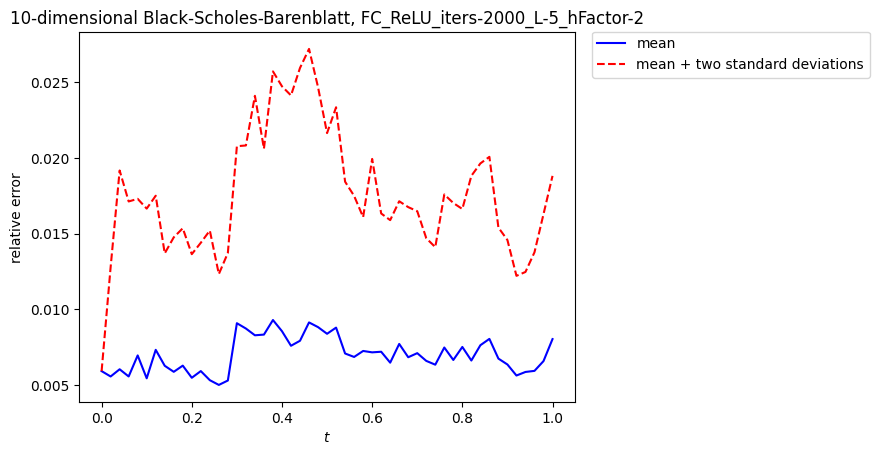 10-dimensional Black-Scholes-Barenblatt, FC_ReLU_iters-2000_L-5_hFactor-2
mean
mean + two standard deviations
0.025
0.020
0.015
0.010
0.005
relative error
0.0 0.2 0.4 0.6 0.8 1.0
t